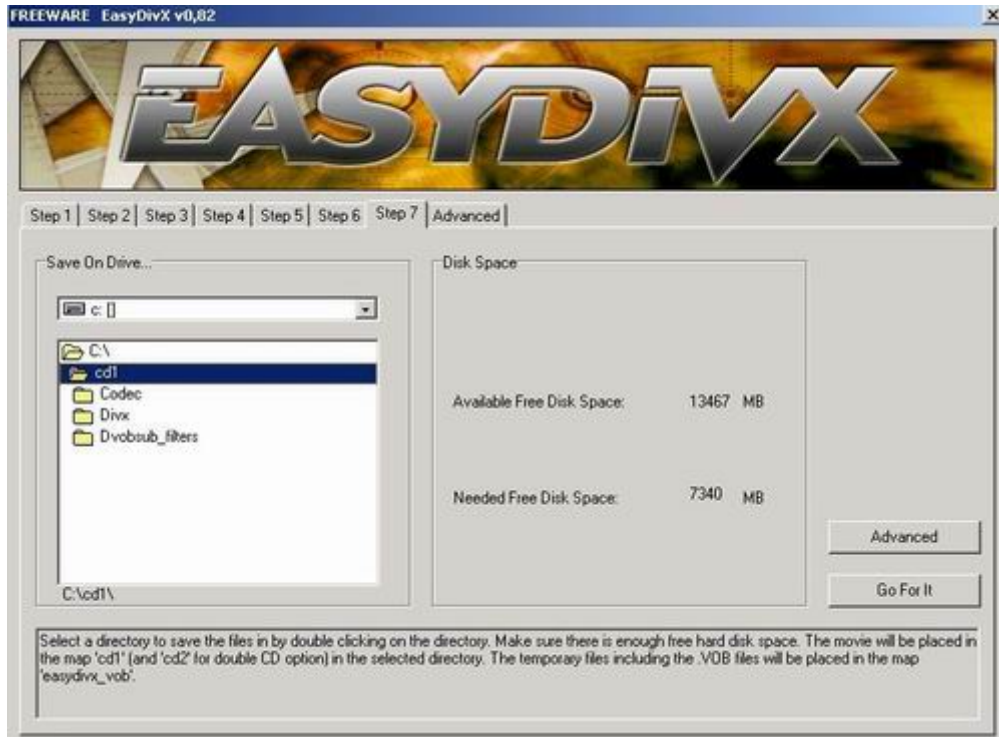 FREEWARE EasyDivX v0,82
EASYDiVX
Step 1 Step 2 Step 3 Step 4 Step 5 Step 6 Step 7 Advanced
Save On Drive...
Disk Space
c: []
C:\
cd1
Codec
Divx
Dvobsub_filters
Available Free Disk Space: 13467 MB
Needed Free Disk Space: 7340 MB
Advanced
Go For It
C:\cd1\
Select a directory to save the files in by double clicking on the directory. Make sure there is enough free hard disk space. The movie will be placed in
the map 'cd1' (and 'cd2' for double CD option) in the selected directory. The temporary files including the .VOB files will be placed in the map
'easydivx_vob'.